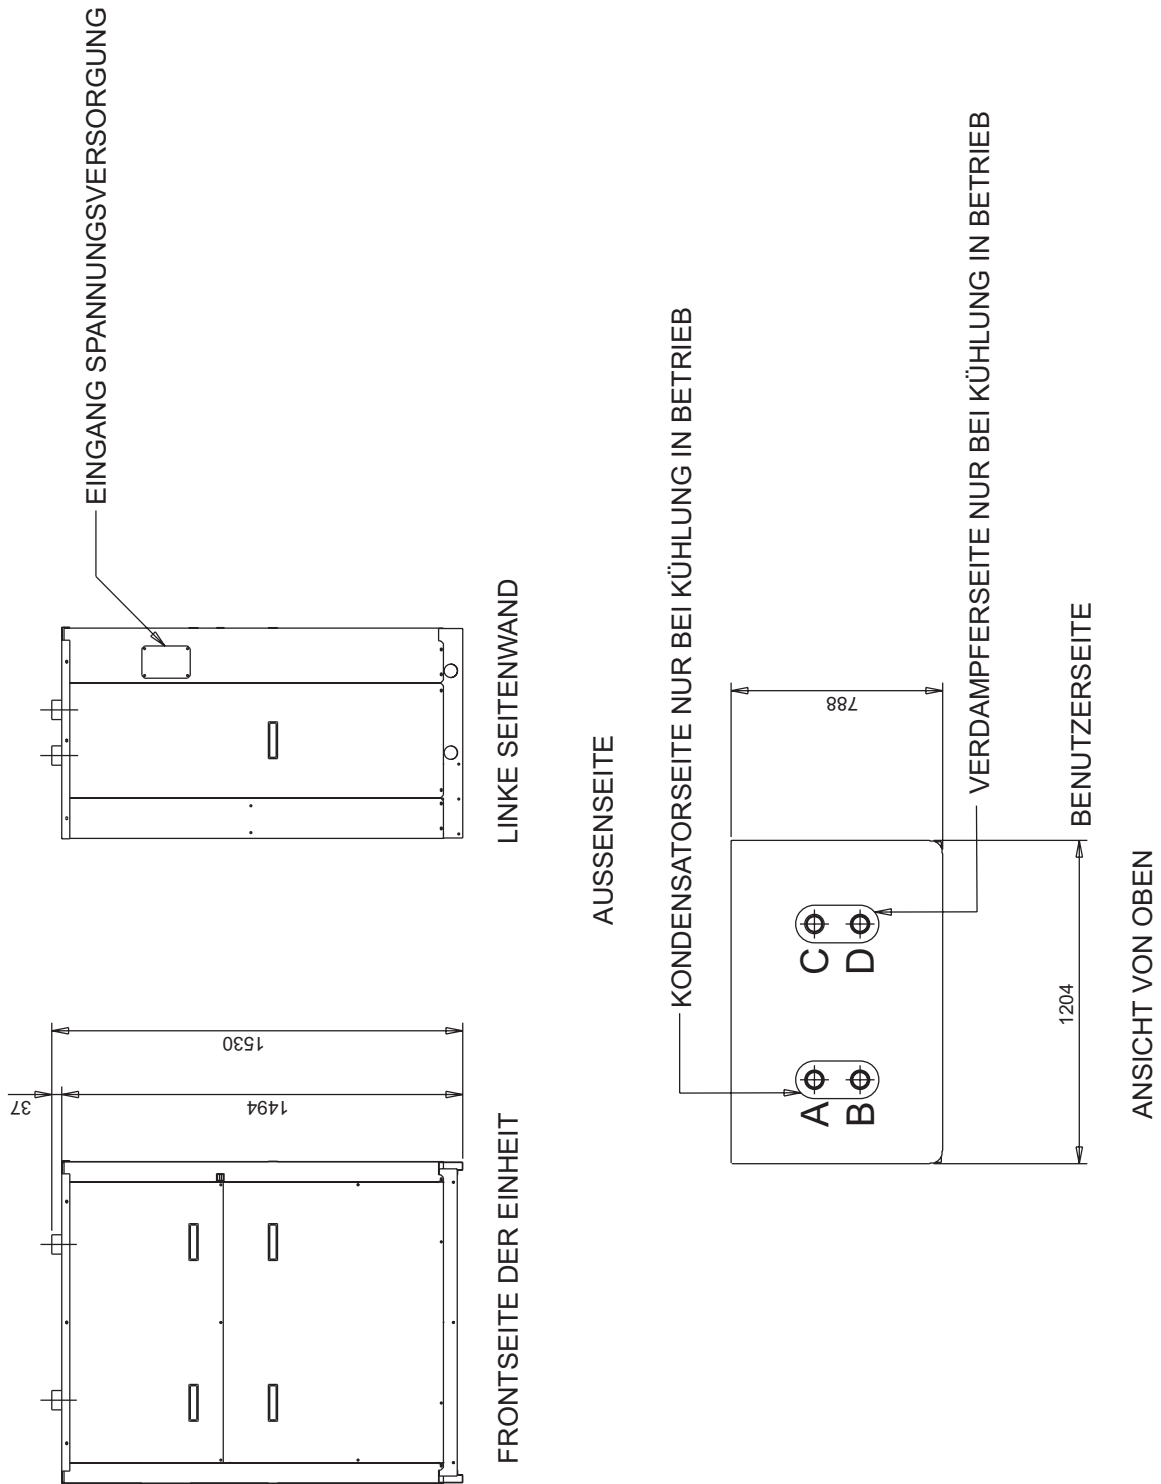 37
1494
1530
FRONTSEITE DER EINHEIT
EINGANG SPANNUNGSVERSORGUNG
LINKE SEITENWAND
AUSSENSEITE
KONDENSATORSEITE NUR BEI KÜHLUNG IN BETRIEB
A
C
B
D
788
1204
VERDAMPFERSEITE NUR BEI KÜHLUNG IN BETRIEB
BENUTZERSEITE
ANSICHT VON OBEN